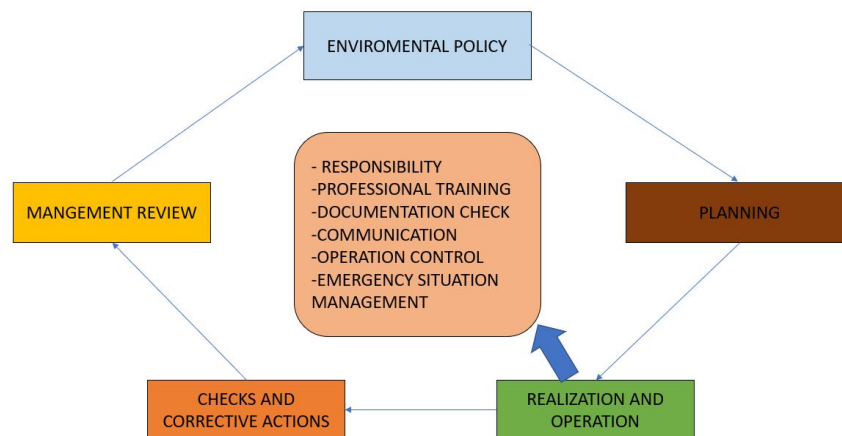 ENVIROMENTAL POLICY
- RESPONSIBILITY
-PROFESSIONAL TRAINING
-DOCUMENTATION CHECK
-COMMUNICATION
-OPERATION CONTROL
-EMERGENCY SITUATION
MANAGEMENT
MANGEMENT REVIEW
PLANNING
CHECKS AND
CORRECTIVE ACTIONS
REALIZATION AND
OPERATION